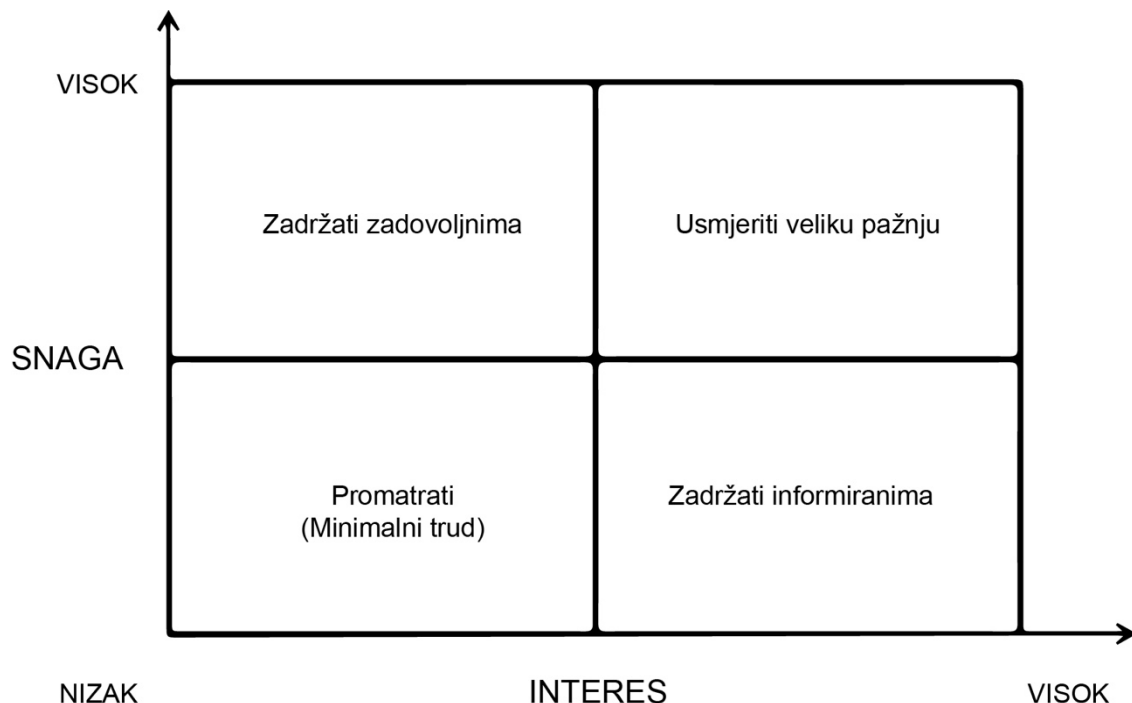 VISOK
Zadržati zadovoljnima
Usmjeriti veliku pažnju
SNAGA
Promatrati
(Minimalni trud)
Zadržati informiranima
NIZAK
INTERES
VISOK